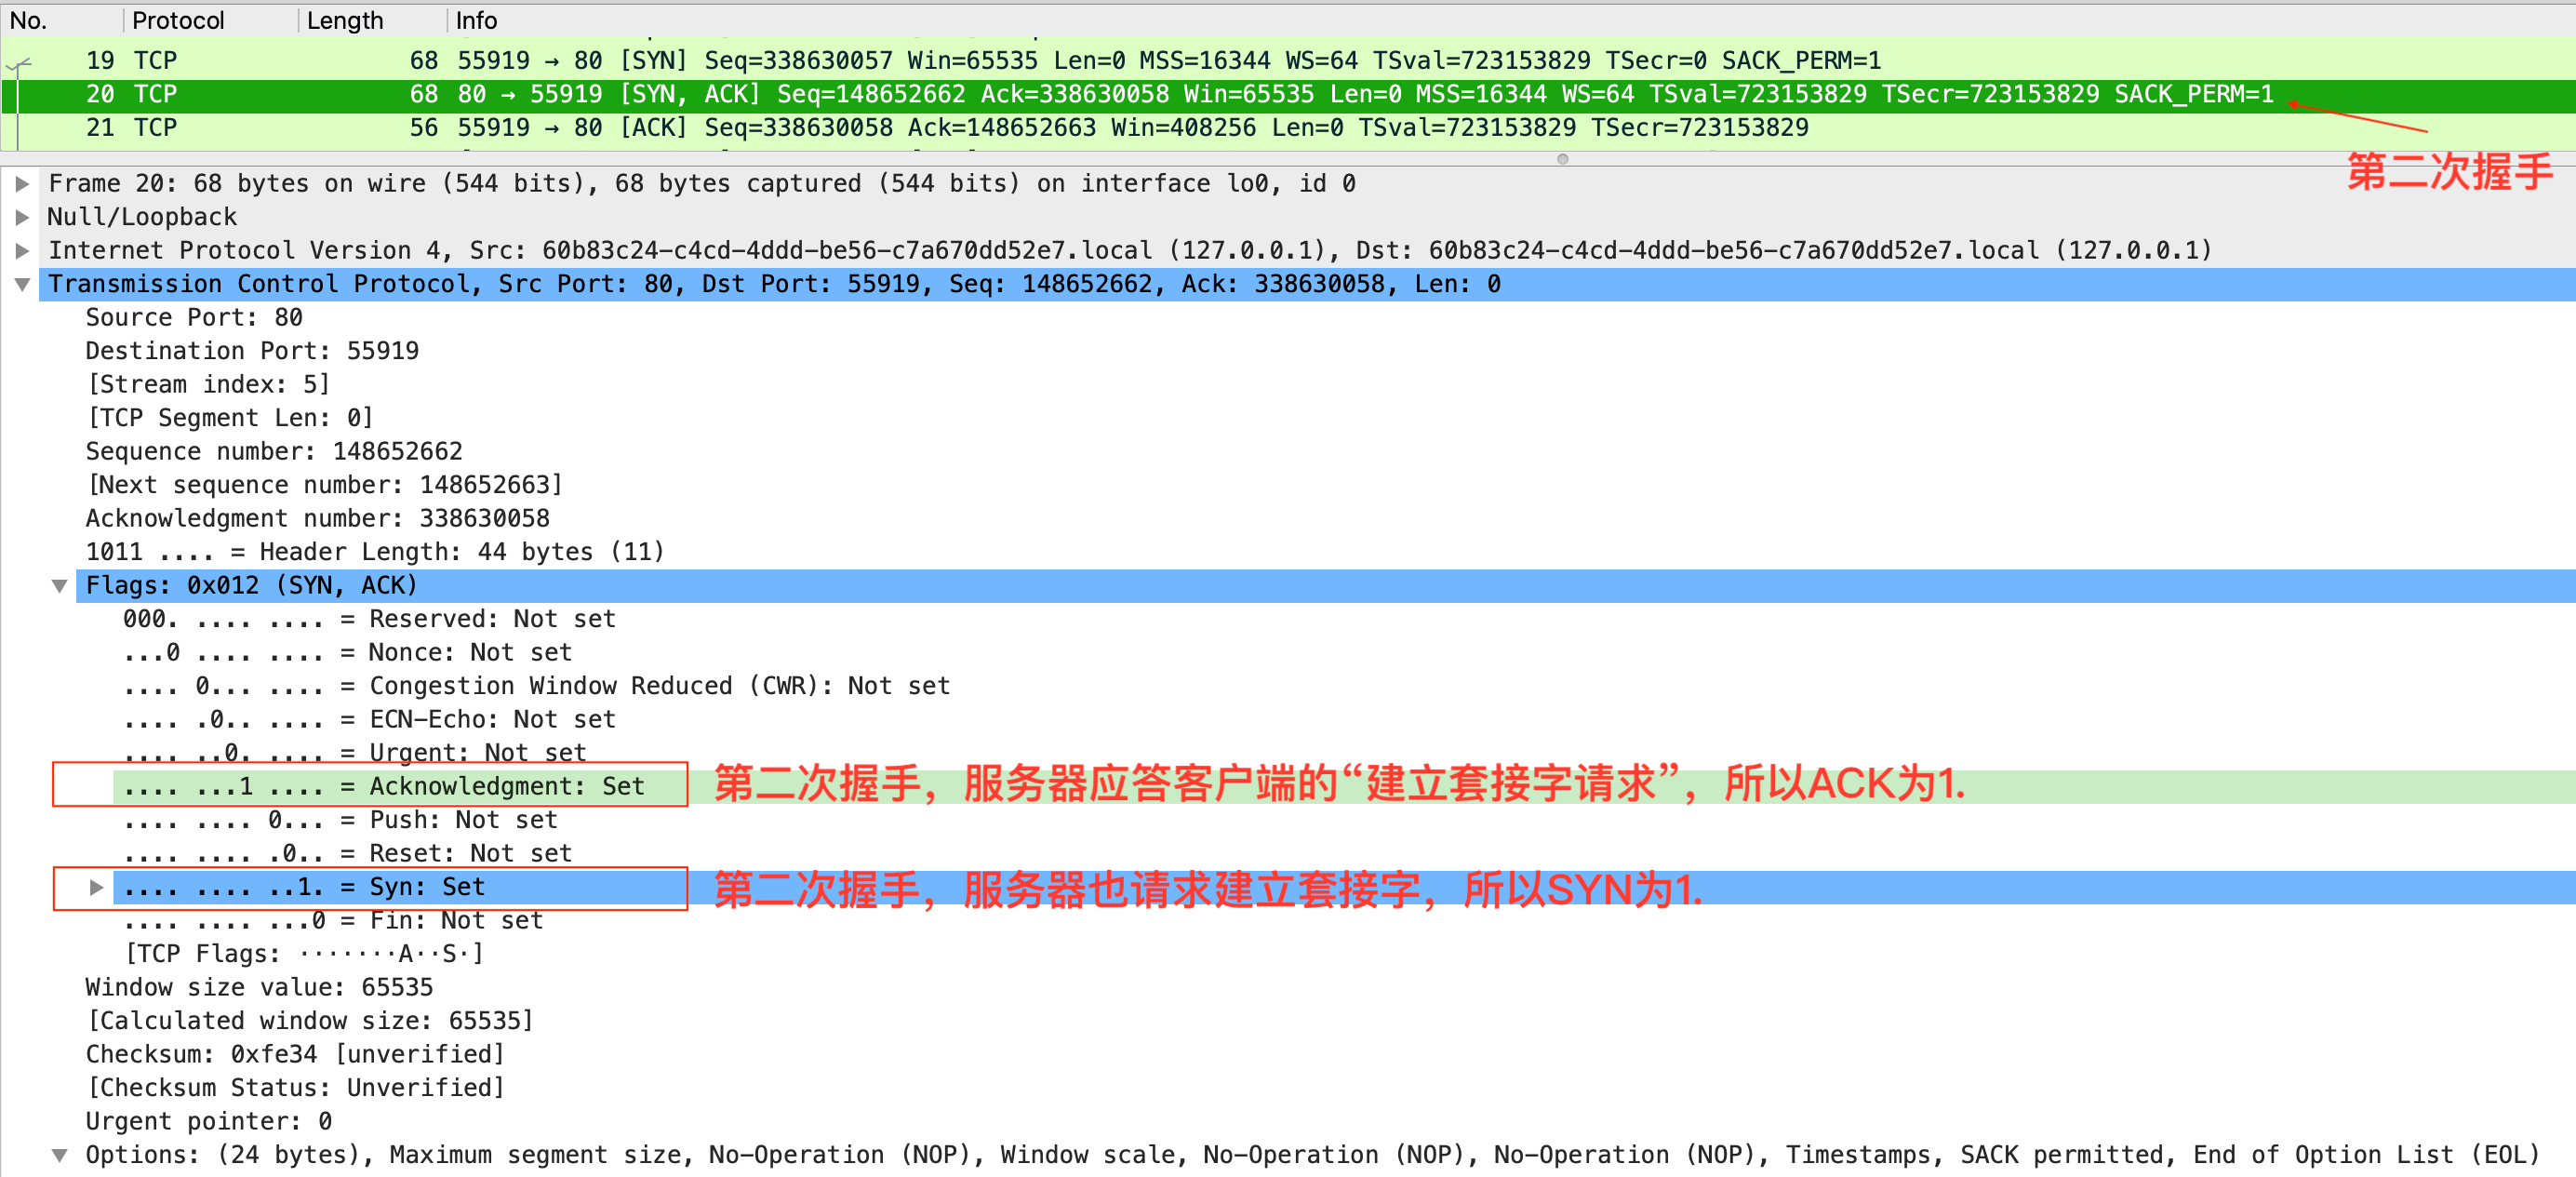 No. Protocol Length Info
19 TCP 68 55919 → 80 [SYN] Seq=338630057 Win=65535 Len=0 MSS=16344 WS=64 TSval=723153829 TSecr=0 SACK_PERM=1
20 TCP 68 80 → 55919 [SYN, ACK] Seq=148652662 Ack=338630058 Win=65535 Len=0 MSS=16344 WS=64 TSval=723153829 TSecr=723153829 SACK_PERM=1
21 TCP 56 55919 → 80 [ACK] Seq=338630058 Ack=148652663 Win=408256 Len=0 TSval=723153829 TSecr=723153829
第二次握手
Frame 20: 68 bytes on wire (544 bits), 68 bytes captured (544 bits) on interface lo0, id 0
Null/Loopback
Internet Protocol Version 4, Src: 60b83c24-c4cd-4ddd-be56-c7a670dd52e7.local (127.0.0.1), Dst: 60b83c24-c4cd-4ddd-be56-c7a670dd52e7.local (127.0.0.1)
Transmission Control Protocol, Src Port: 80, Dst Port: 55919, Seq: 148652662, Ack: 338630058, Len: 0
Source Port: 80
Destination Port: 55919
[Stream index: 5]
[TCP Segment Len: 0]
Sequence number: 148652662
[Next sequence number: 148652663]
Acknowledgment number: 338630058
1011 .... = Header Length: 44 bytes (11)
Flags: 0x012 (SYN, ACK)
000. .... .... = Reserved: Not set
...0 .... .... = Nonce: Not set
.... 0... .... = Congestion Window Reduced (CWR): Not set
.... .0.. .... = ECN-Echo: Not set
.... ..0. .... = Urgent: Not set
.... ...1 .... = Acknowledgment: Set 第二次握手，服务器应答客户端的“建立套接字请求”，所以ACK为1.
.... .... 0... = Push: Not set
.... .... .0.. = Reset: Not set
.... .... ..1. = Syn: Set 第二次握手，服务器也请求建立套接字，所以SYN为1.
.... .... ...0 = Fin: Not set
[TCP Flags: ·······A··S·]
Window size value: 65535
[Calculated window size: 65535]
Checksum: 0xfe34 [unverified]
[Checksum Status: Unverified]
Urgent pointer: 0
Options: (24 bytes), Maximum segment size, No-Operation (NOP), Window scale, No-Operation (NOP), No-Operation (NOP), Timestamps, SACK permitted, End of Option List (EOL)